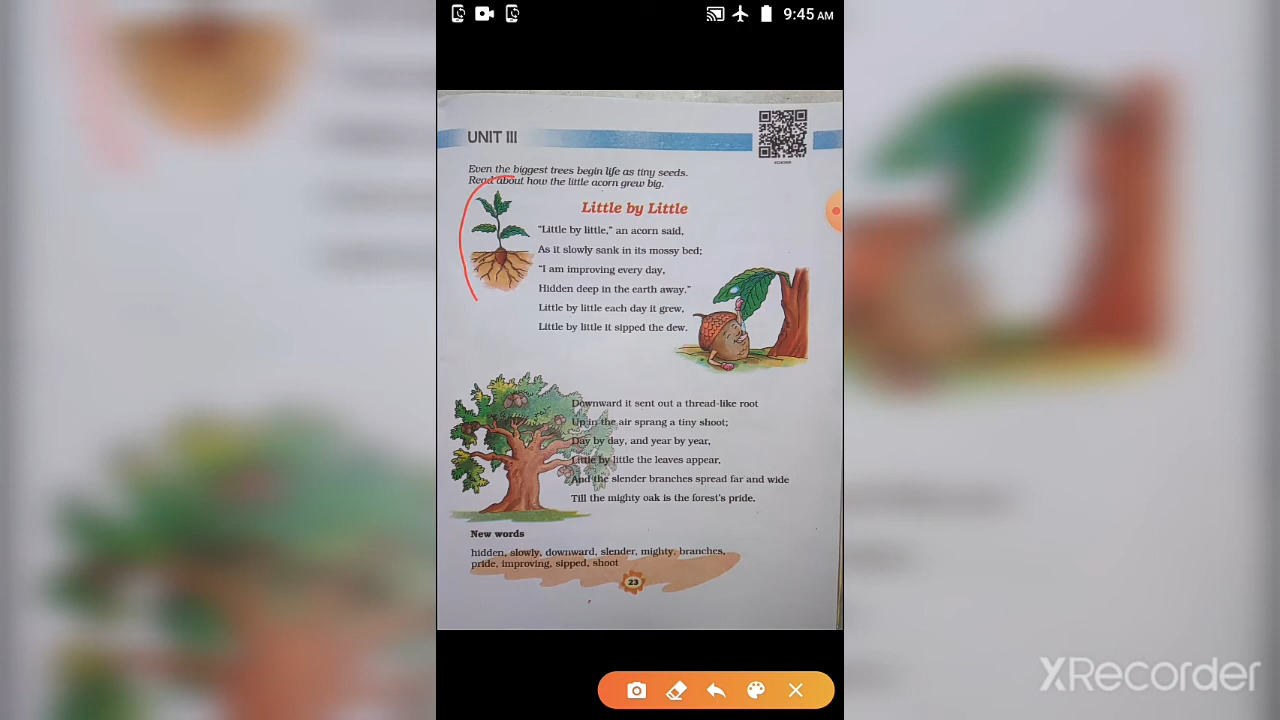 9:45 AM
UNIT III
Even the biggest trees begin life as tiny seeds.
Read about how the little acorn grew big.
Little by Little
"Little by little," an acorn said,
As it slowly sank in its mossy bed;
"I am improving every day,
Hidden deep in the earth away."
Little by little each day it grew,
Little by little it sipped the dew.
Downward it sent out a thread-like root
Up in the air sprang a tiny shoot;
Day by day, and year by year,
Little by little the leaves appear,
And the slender branches spread far and wide
Till the mighty oak is the forest's pride.
New words
hidden, slowly, downward, slender, mighty, branches,
pride, improving, sipped, shoot
23
XRecorder